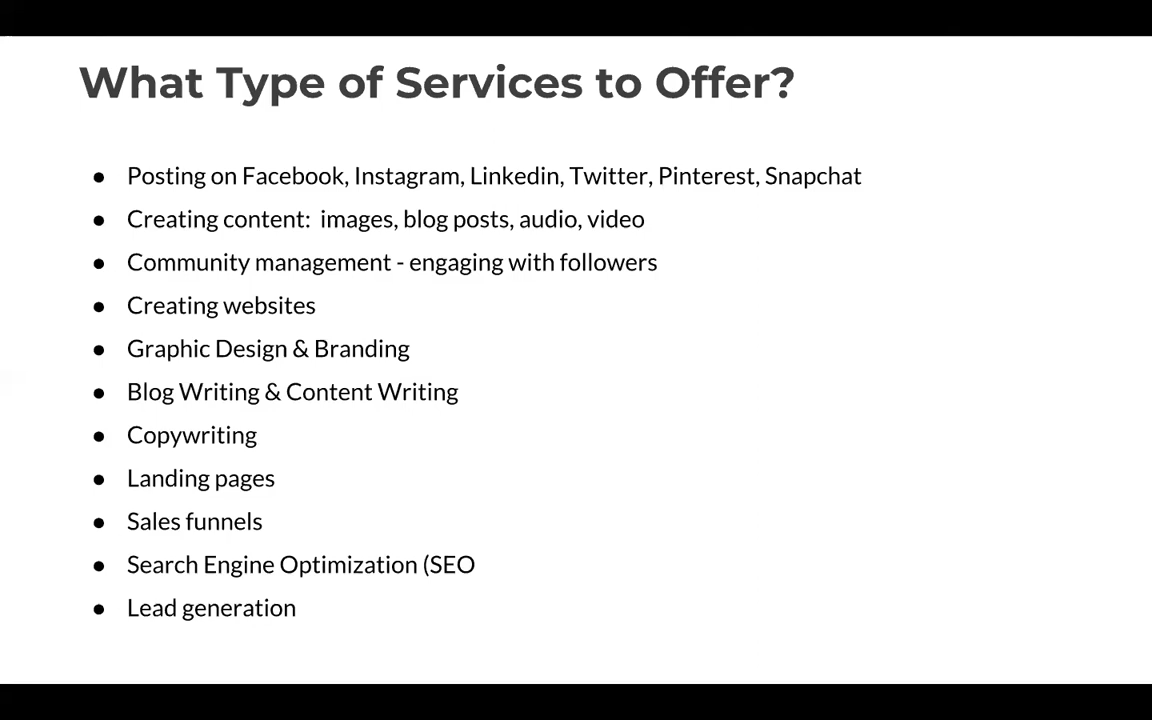 What Type of Services to Offer?
● Posting on Facebook, Instagram, Linkedin, Twitter, Pinterest, Snapchat
● Creating content:  images, blog posts, audio, video
● Community management - engaging with followers
● Creating websites
● Graphic Design & Branding
● Blog Writing & Content Writing
● Copywriting
● Landing pages
● Sales funnels
● Search Engine Optimization (SEO
● Lead generation